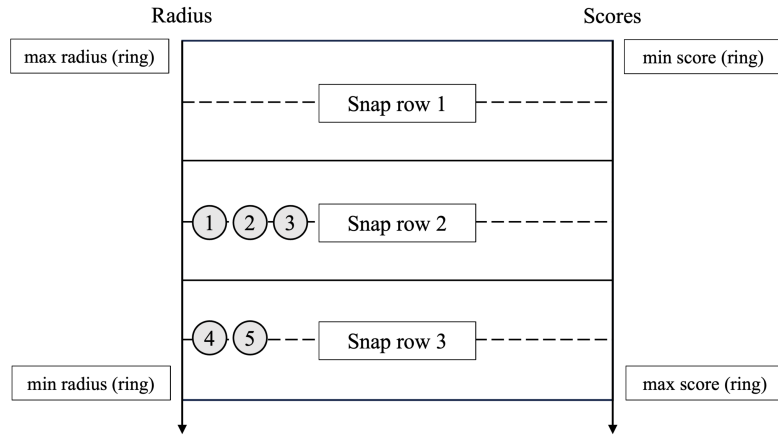 Radius Scores
max radius (ring) min score (ring)
Snap row 1
1 2 3 Snap row 2
4 5 Snap row 3
min radius (ring) max score (ring)